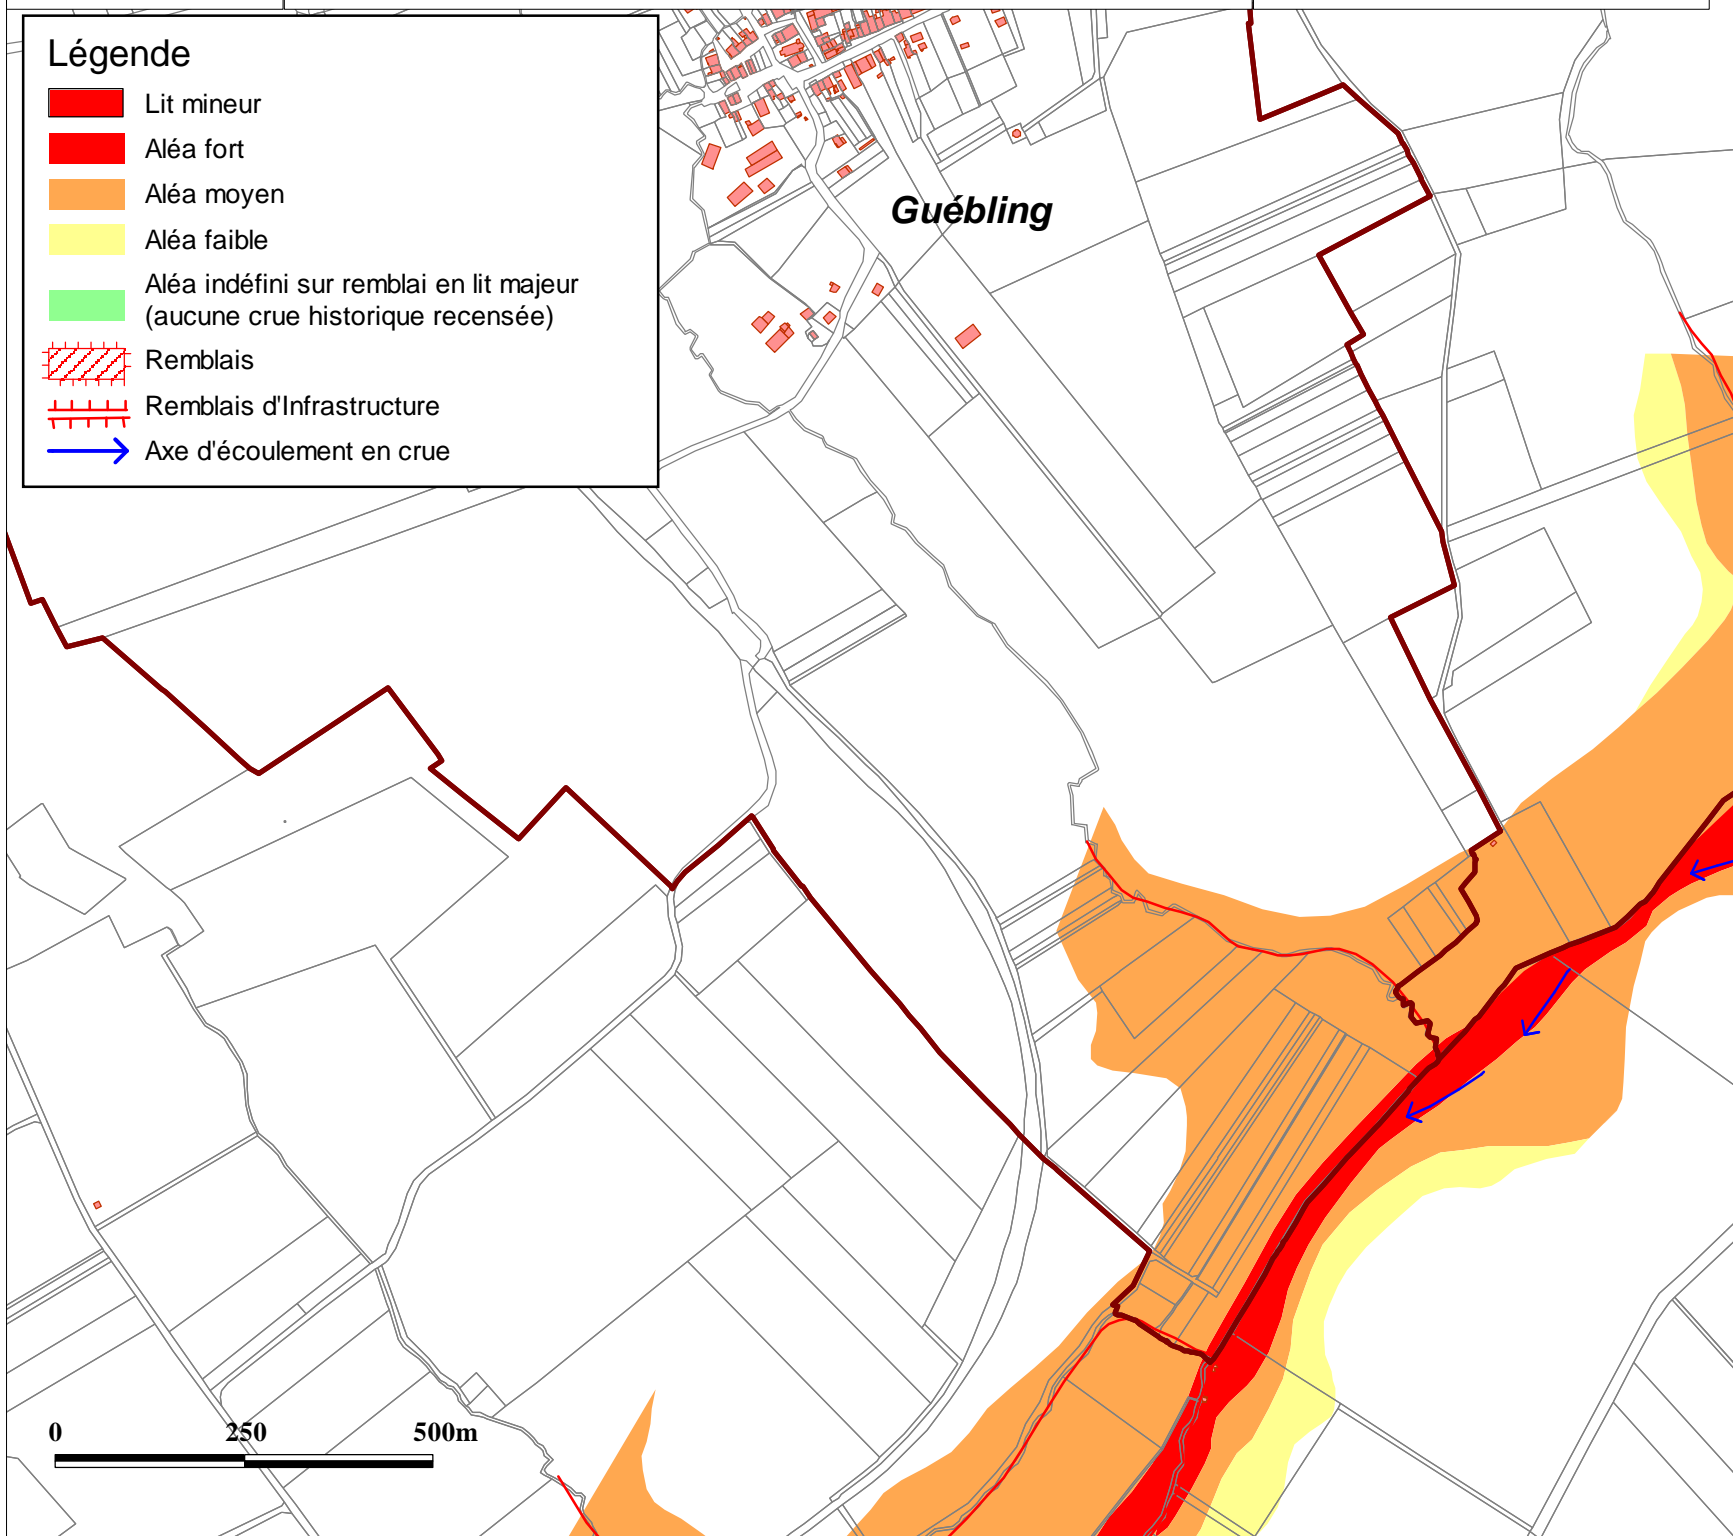 Légende
Lit mineur
Aléa fort
Aléa moyen
Aléa faible
Aléa indéfini sur remblai en lit majeur
(aucune crue historique recensée)
Remblais
Remblais d'Infrastructure
Axe d'écoulement en crue
Guébling
0 250 500m